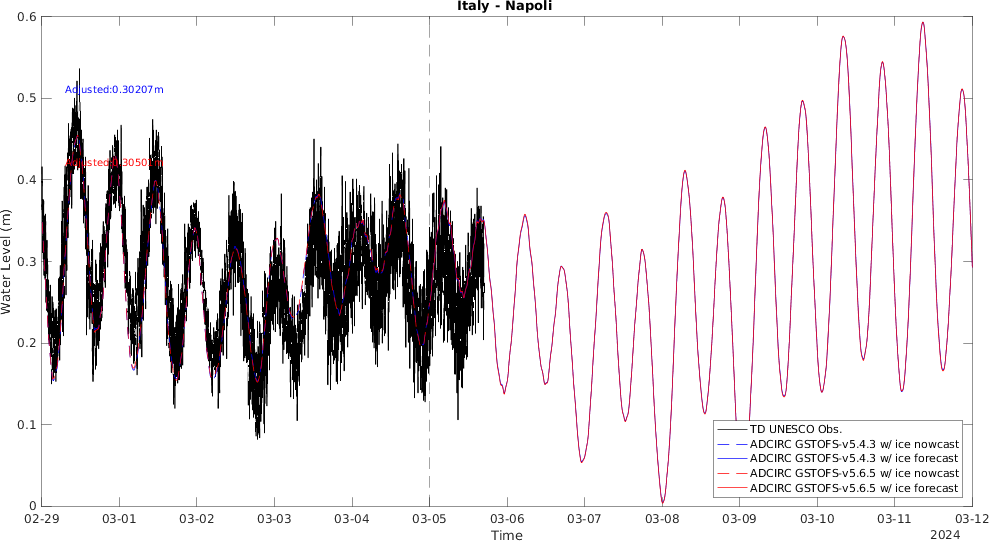 Italy - Napoli
0.6
0.5
0.4
0.3
0.2
0.1
0
Water Level (m)
Adjusted:0.30207m
02-29 03-01 03-02 03-03 03-04 03-05 03-06 03-07 03-08 03-09 03-10 03-11 03-12
Time
2024
TD UNESCO Obs.
ADCIRC GSTOFS-v5.4.3 w/ ice nowcast
ADCIRC GSTOFS-v5.4.3 w/ ice forecast
ADCIRC GSTOFS-v5.6.5 w/ ice nowcast
ADCIRC GSTOFS-v5.6.5 w/ ice forecast